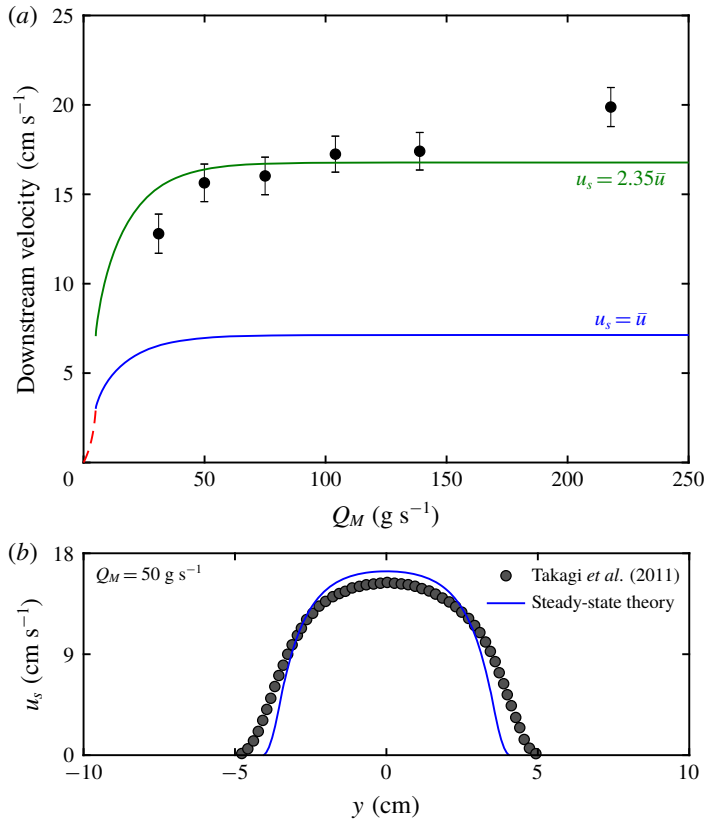 (a)
25
20
15
10
5
0
Downstream velocity (cm s⁻¹)
u_s = 2.35ū
u_s = ū
0 50 100 150 200 250
Q_M (g s⁻¹)
(b)
18
9
0
u_s (cm s⁻¹)
Q_M = 50 g s⁻¹
Takagi et al. (2011)
Steady-state theory
−10 −5 0 5 10
y (cm)